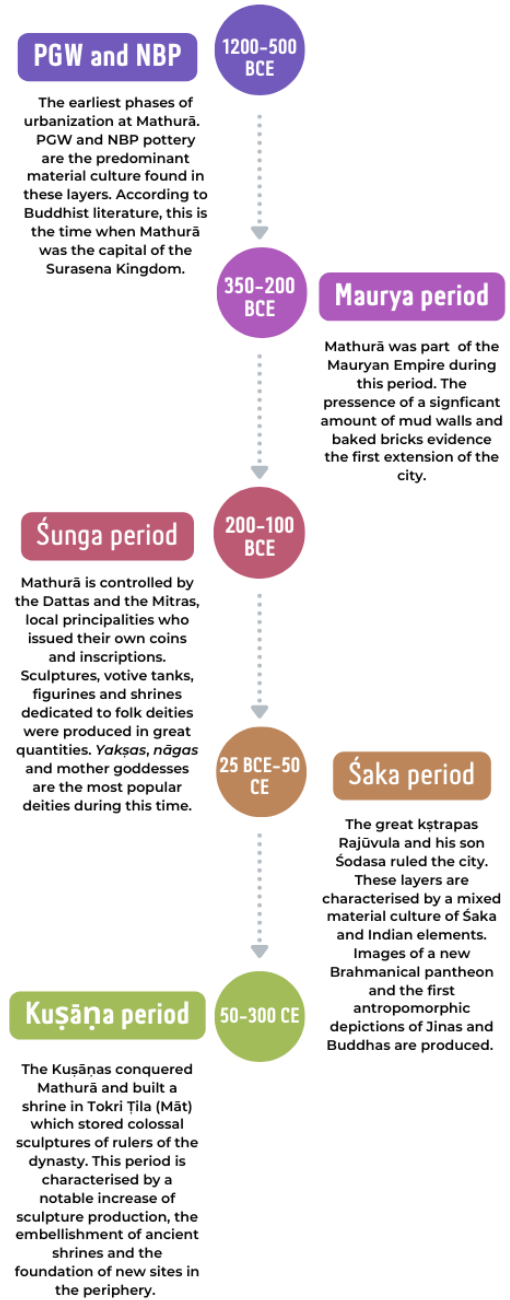 PGW and NBP
1200-500
BCE
The earliest phases of
urbanization at Mathurā.
PGW and NBP pottery
are the predominant
material culture found in
these layers. According to
Buddhist literature, this is
the time when Mathurā
was the capital of the
Surasena Kingdom.
350-200
BCE
Maurya period
Mathurā was part of the
Mauryan Empire during
this period. The
pressence of a signficant
amount of mud walls and
baked bricks evidence
the first extension of the
city.
Śunga period
200-100
BCE
Mathurā is controlled by
the Dattas and the Mitras,
local principalities who
issued their own coins
and inscriptions.
Sculptures, votive tanks,
figurines and shrines
dedicated to folk deities
were produced in great
quantities. Yakṣas, nāgas
and mother goddesses
are the most popular
deities during this time.
25 BCE-50
CE
Śaka period
The great kṣtrapas
Rajūvula and his son
Śodasa ruled the city.
These layers are
characterised by a mixed
material culture of Śaka
and Indian elements.
Images of a new
Brahmanical pantheon
and the first
antropomorphic
depictions of Jinas and
Buddhas are produced.
Kuṣāṇa period
50-300 CE
The Kuṣāṇas conquered
Mathurā and built a
shrine in Tokri Ṭila (Māt)
which stored colossal
sculptures of rulers of the
dynasty. This period is
characterised by a
notable increase of
sculpture production, the
embellishment of ancient
shrines and the
foundation of new sites in
the periphery.